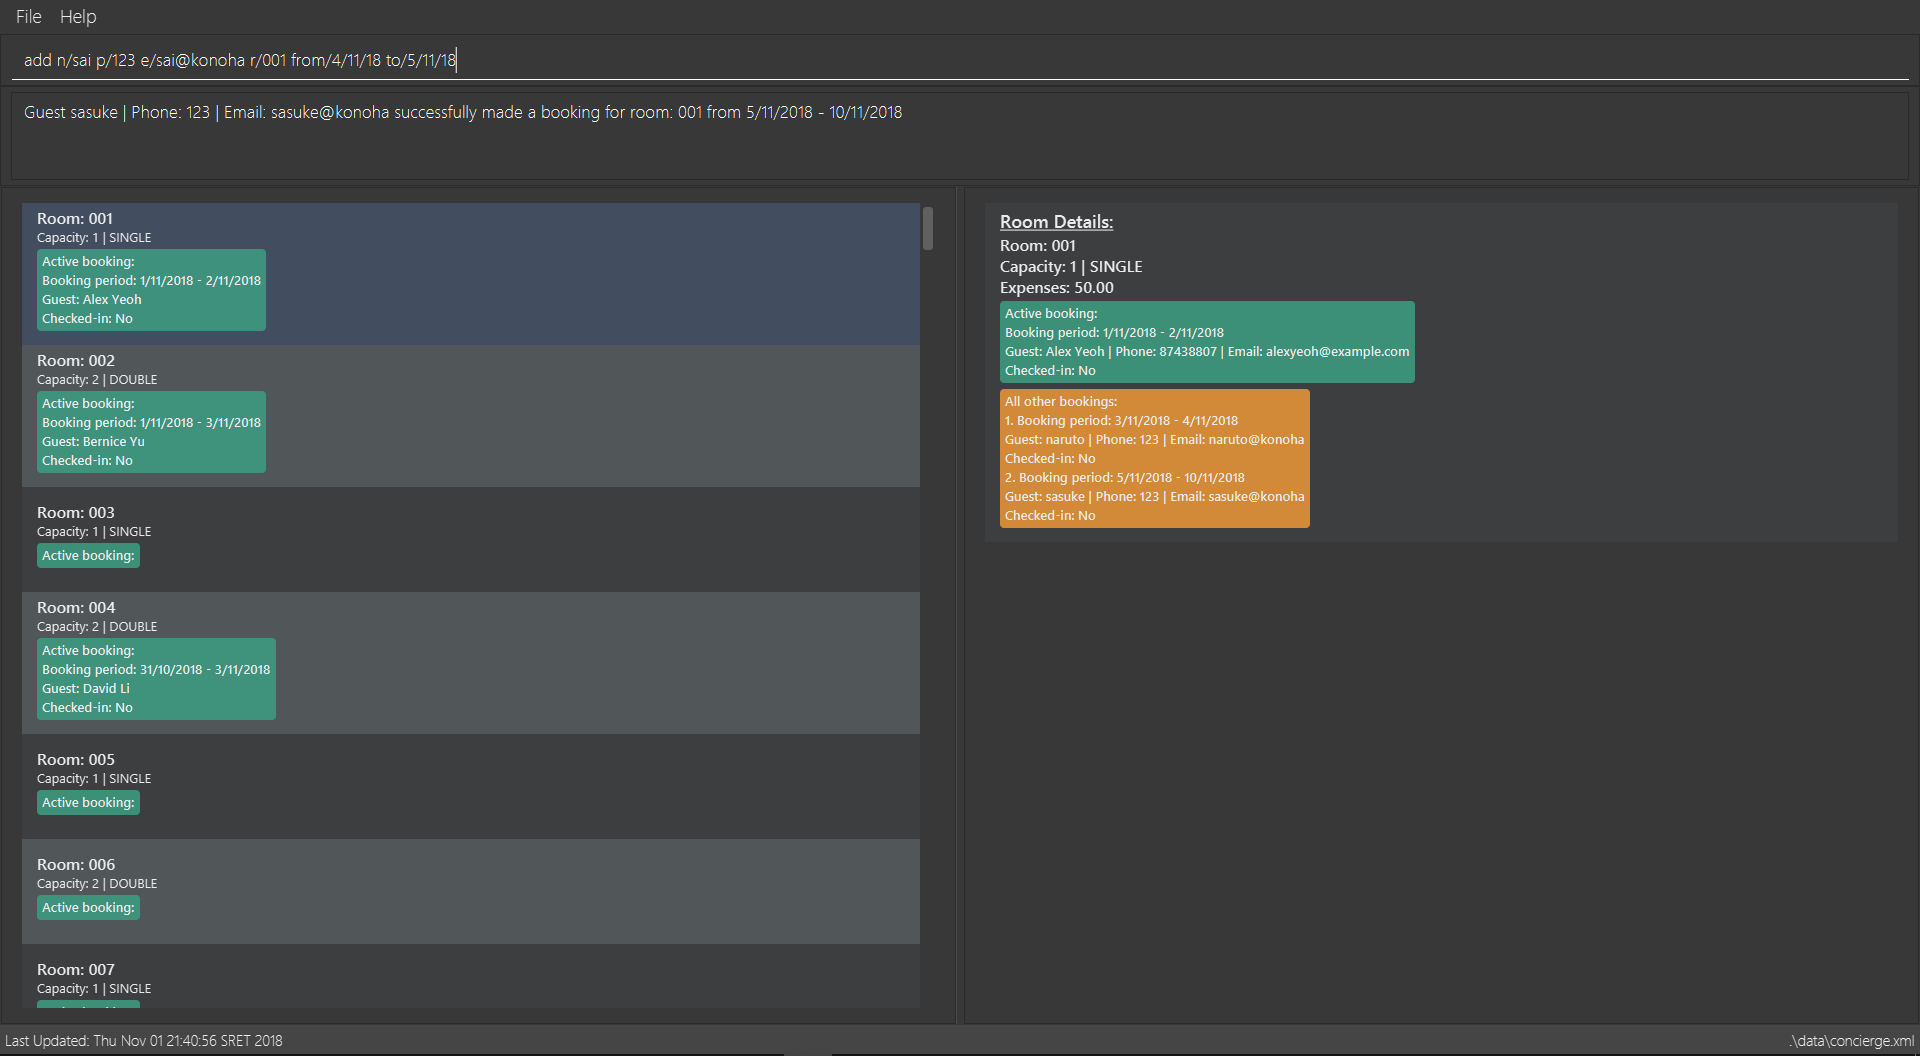 File Help
add n/sai p/123 e/sai@konoha r/001 from/4/11/18 to/5/11/18
Guest sasuke | Phone: 123 | Email: sasuke@konoha successfully made a booking for room: 001 from 5/11/2018 - 10/11/2018
Room: 001
Capacity: 1 | SINGLE
Active booking:
Booking period: 1/11/2018 - 2/11/2018
Guest: Alex Yeoh
Checked-in: No
Room: 002
Capacity: 2 | DOUBLE
Active booking:
Booking period: 1/11/2018 - 3/11/2018
Guest: Bernice Yu
Checked-in: No
Room: 003
Capacity: 1 | SINGLE
Active booking:
Room: 004
Capacity: 2 | DOUBLE
Active booking:
Booking period: 31/10/2018 - 3/11/2018
Guest: David Li
Checked-in: No
Room: 005
Capacity: 1 | SINGLE
Active booking:
Room: 006
Capacity: 2 | DOUBLE
Active booking:
Room: 007
Capacity: 1 | SINGLE
Room Details:
Room: 001
Capacity: 1 | SINGLE
Expenses: 50.00
Active booking:
Booking period: 1/11/2018 - 2/11/2018
Guest: Alex Yeoh | Phone: 87438807 | Email: alexyeoh@example.com
Checked-in: No
All other bookings:
1. Booking period: 3/11/2018 - 4/11/2018
Guest: naruto | Phone: 123 | Email: naruto@konoha
Checked-in: No
2. Booking period: 5/11/2018 - 10/11/2018
Guest: sasuke | Phone: 123 | Email: sasuke@konoha
Checked-in: No
Last Updated: Thu Nov 01 21:40:56 SRET 2018
.\data\concierge.xml